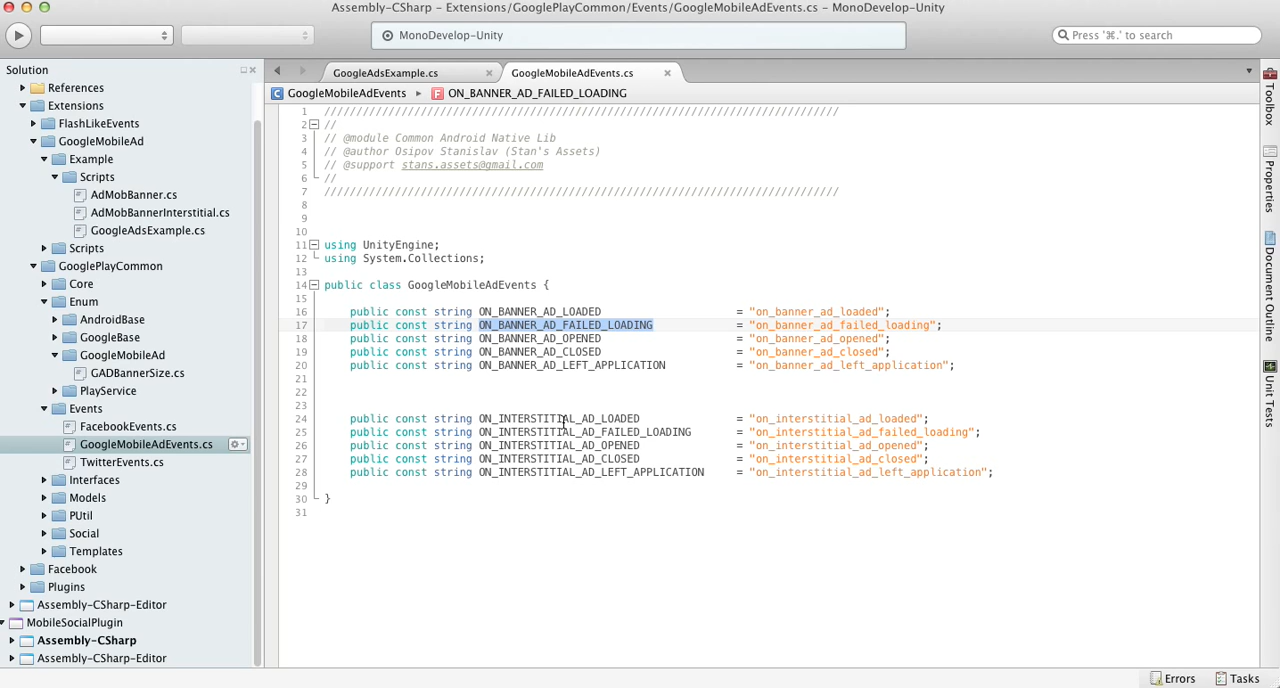 Assembly-CSharp - Extensions/GooglePlayCommon/Events/GoogleMobileAdEvents.cs - MonoDevelop-Unity
MonoDevelop-Unity
Press '⌘.' to search
Solution
References
Extensions
FlashLikeEvents
GoogleMobileAd
Example
Scripts
AdMobBanner.cs
AdMobBannerInterstitial.cs
GoogleAdsExample.cs
Scripts
GooglePlayCommon
Core
Enum
AndroidBase
GoogleBase
GoogleMobileAd
GADBannerSize.cs
PlayService
Events
FacebookEvents.cs
GoogleMobileAdEvents.cs
TwitterEvents.cs
Interfaces
Models
PUtil
Social
Templates
Facebook
Plugins
Assembly-CSharp-Editor
MobileSocialPlugin
Assembly-CSharp
Assembly-CSharp-Editor
GoogleAdsExample.cs
GoogleMobileAdEvents.cs
GoogleMobileAdEvents ▸ ON_BANNER_AD_FAILED_LOADING
1 ////////////////////////////////////////////////////////////////////////////////
2 //
3 // @module Common Android Native Lib
4 // @author Osipov Stanislav (Stan's Assets)
5 // @support stans.assets@gmail.com
6 //
7 ////////////////////////////////////////////////////////////////////////////////
8
9
10
11 using UnityEngine;
12 using System.Collections;
13
14 public class GoogleMobileAdEvents {
15
16 public const string ON_BANNER_AD_LOADED = "on_banner_ad_loaded";
17 public const string ON_BANNER_AD_FAILED_LOADING = "on_banner_ad_failed_loading";
18 public const string ON_BANNER_AD_OPENED = "on_banner_ad_opened";
19 public const string ON_BANNER_AD_CLOSED = "on_banner_ad_closed";
20 public const string ON_BANNER_AD_LEFT_APPLICATION = "on_banner_ad_left_application";
21
22
23
24 public const string ON_INTERSTITIAL_AD_LOADED = "on_interstitial_ad_loaded";
25 public const string ON_INTERSTITIAL_AD_FAILED_LOADING = "on_interstitial_ad_failed_loading";
26 public const string ON_INTERSTITIAL_AD_OPENED = "on_interstitial_ad_opened";
27 public const string ON_INTERSTITIAL_AD_CLOSED = "on_interstitial_ad_closed";
28 public const string ON_INTERSTITIAL_AD_LEFT_APPLICATION = "on_interstitial_ad_left_application";
29
30 }
31
Toolbox
Properties
Document Outline
Unit Tests
Errors
Tasks